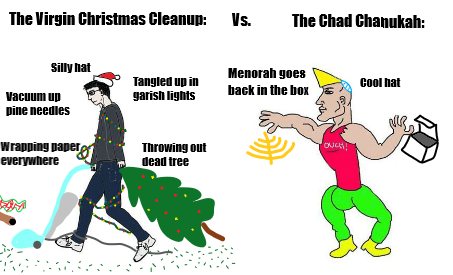 The Virgin Christmas Cleanup:
Vs.
The Chad Chanukah:
Silly hat
Tangled up in
garish lights
Vacuum up
pine needles
Wrapping paper
everywhere
Throwing out
dead tree
Menorah goes
back in the box
Cool hat